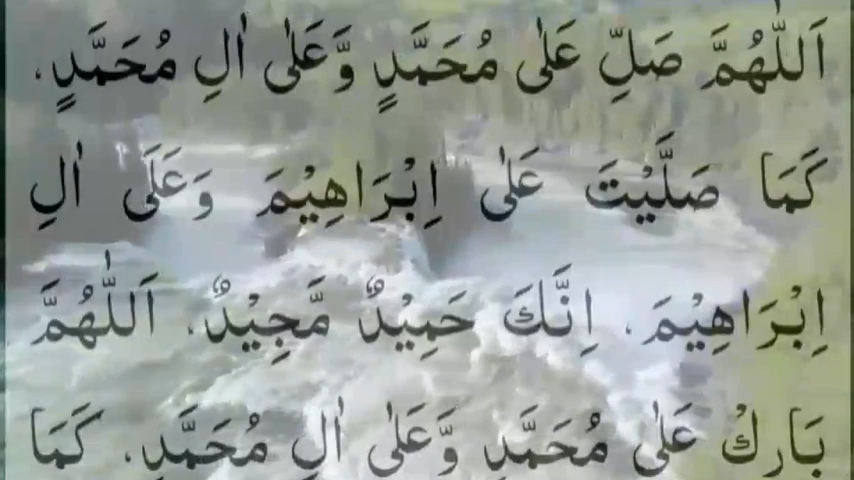 اَللّٰهُمَّ صَلِّ عَلٰى مُحَمَّدٍ وَّعَلٰى اٰلِ مُحَمَّدٍ،
كَمَا صَلَّيْتَ عَلٰى اِبْرَاهِيْمَ وَعَلَى اٰلِ
اِبْرَاهِيْمَ، اِنَّكَ حَمِيْدٌ مَّجِيْدٌ، اَللّٰهُمَّ
بَارِكْ عَلٰى مُحَمَّدٍ وَّعَلٰى اٰلِ مُحَمَّدٍ، كَمَا